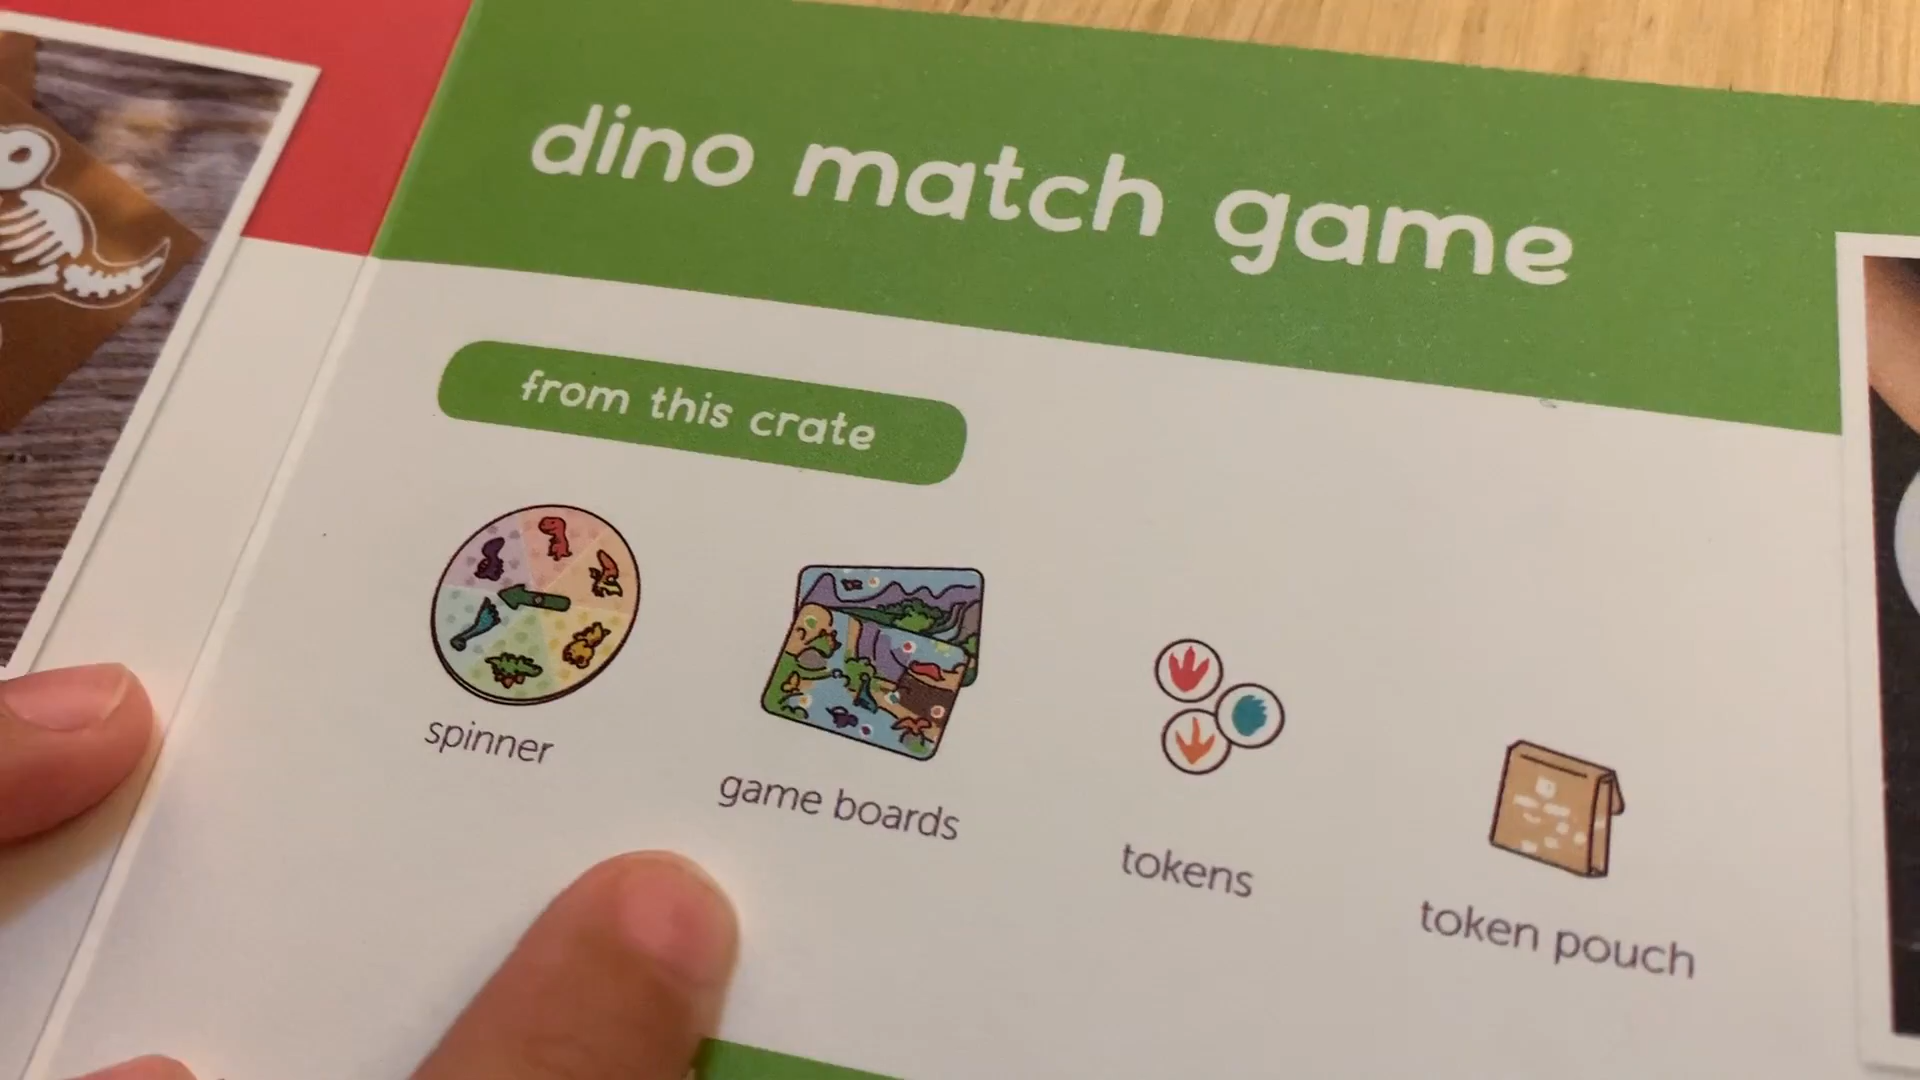 dino match game
from this crate
spinner
game boards
tokens
token pouch